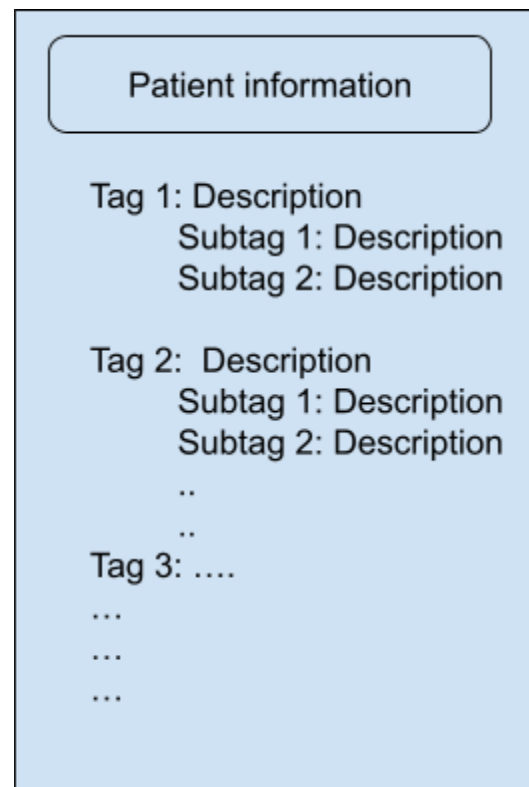 Patient information
Tag 1: Description
Subtag 1: Description
Subtag 2: Description
Tag 2:  Description
Subtag 1: Description
Subtag 2: Description
..
..
Tag 3: ....
...
...
...